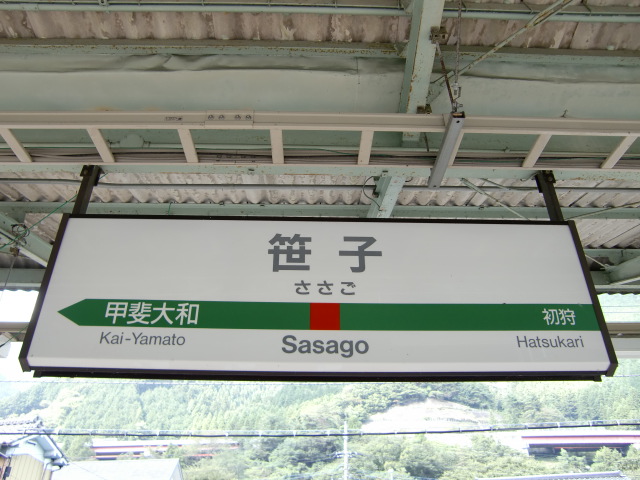 笹子
ささご
甲斐大和
初狩
Kai-Yamato
Sasago
Hatsukari